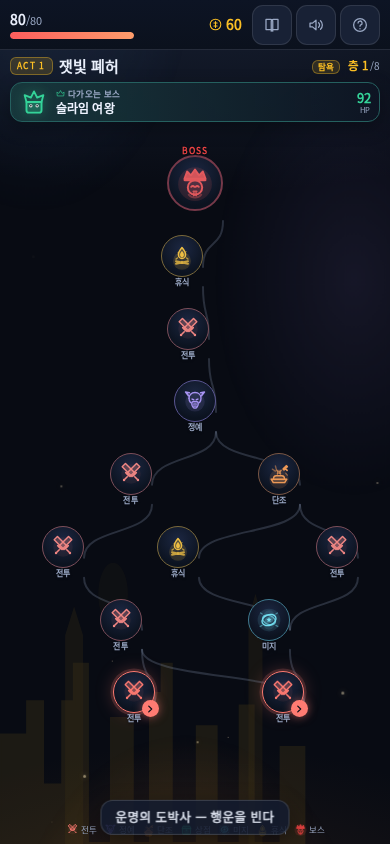 80/80
60
ACT 1 잿빛 폐허 탐욕 층 1/8
다가오는 보스
슬라임 여왕
92
HP
BOSS
휴식
전투
정예
전투 단조
전투 휴식 전투
전투 미지
전투 전투
운명의 도박사 — 행운을 빈다
전투 보스